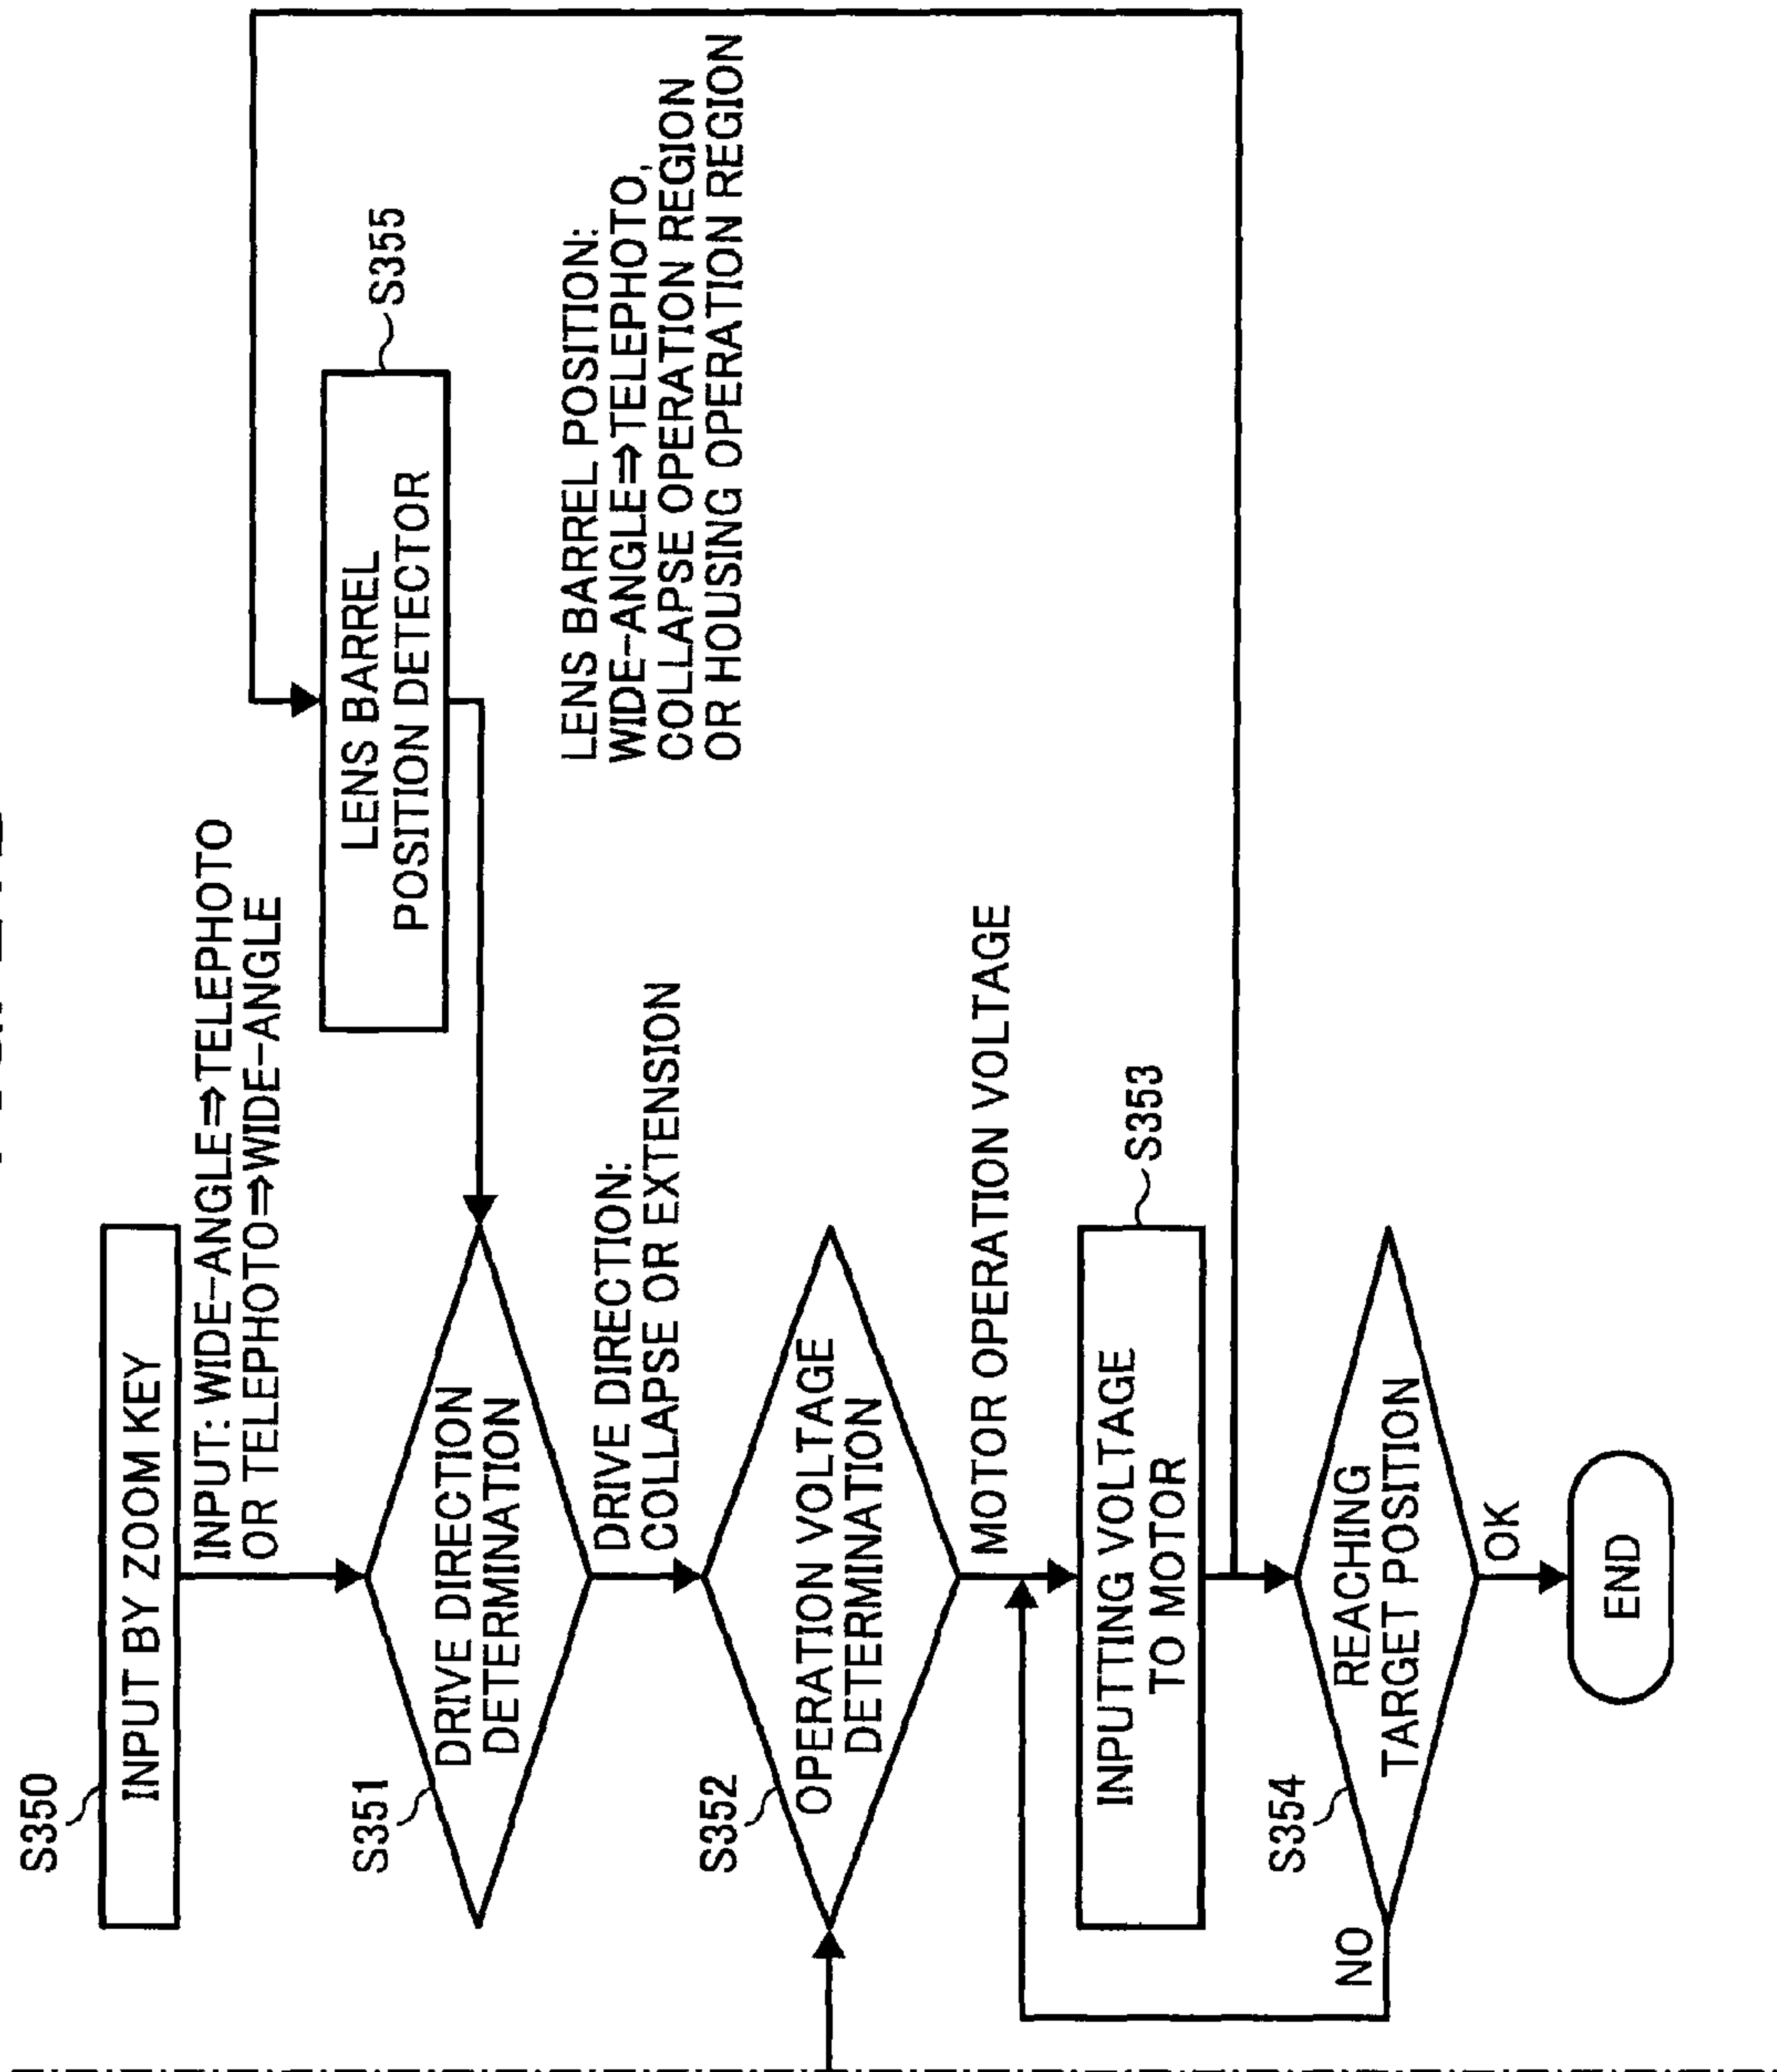 S350
INPUT BY ZOOM KEY
INPUT: WIDE-ANGLE⇒TELEPHOTO
OR TELEPHOTO⇒WIDE-ANGLE
S355
LENS BARREL
POSITION DETECTOR
S351
DRIVE DIRECTION
DETERMINATION
LENS BARREL POSITION:
WIDE-ANGLE⇒TELEPHOTO,
COLLAPSE OPERATION REGION
OR HOUSING OPERATION REGION
DRIVE DIRECTION:
COLLAPSE OR EXTENSION
S352
OPERATION VOLTAGE
DETERMINATION
MOTOR OPERATION VOLTAGE
S353
INPUTTING VOLTAGE
TO MOTOR
S354
REACHING
TARGET POSITION
NO
OK
END